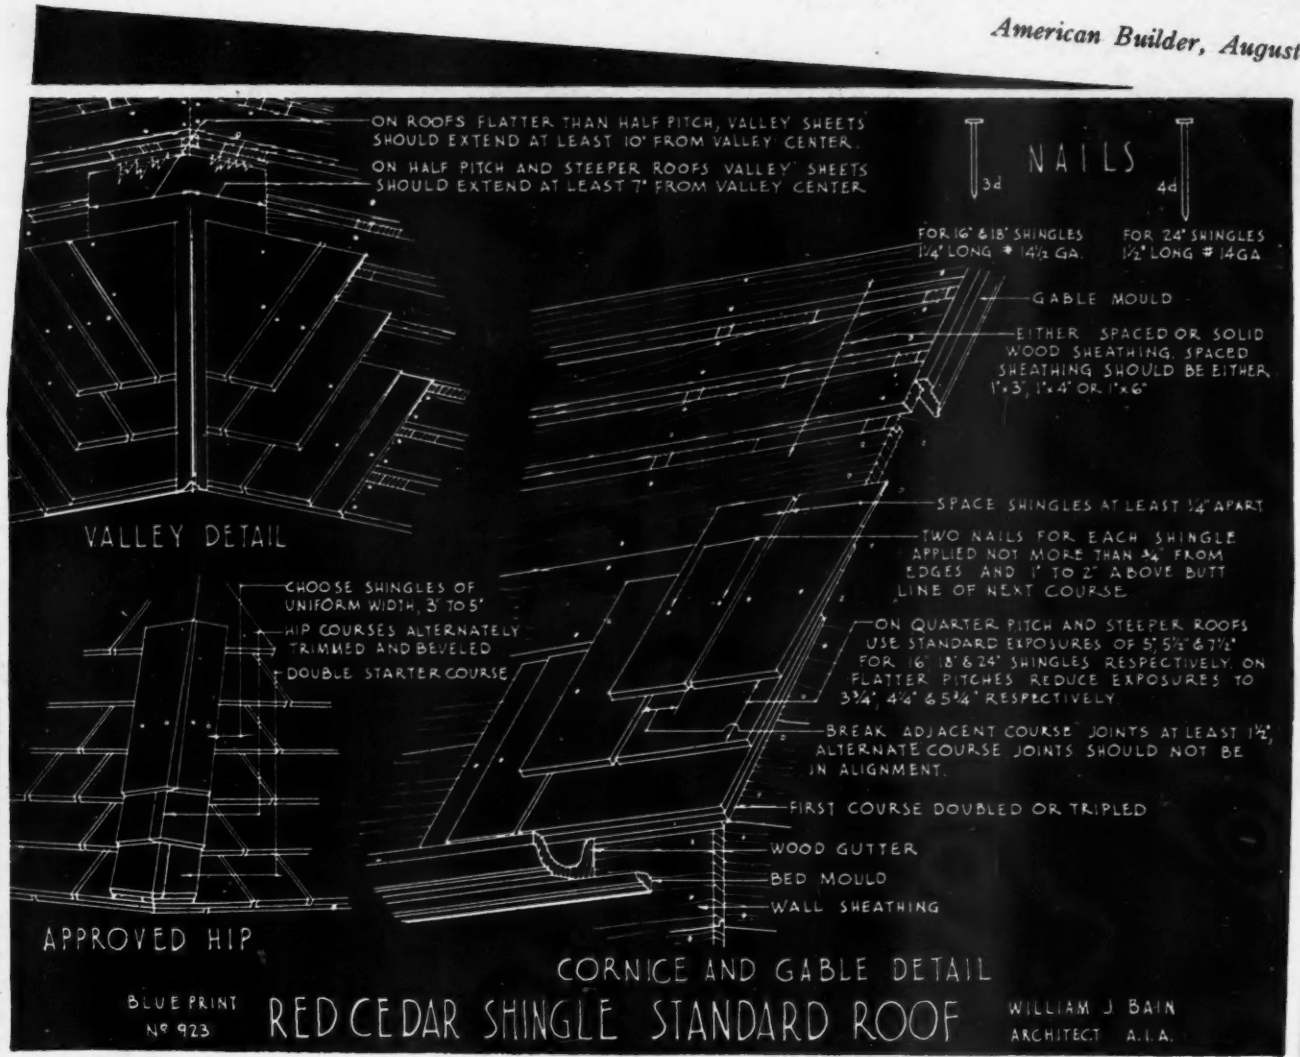 American Builder, August
ON ROOFS FLATTER THAN HALF PITCH, VALLEY SHEETS
SHOULD EXTEND AT LEAST 10" FROM VALLEY CENTER.
ON HALF PITCH AND STEEPER ROOFS VALLEY SHEETS
SHOULD EXTEND AT LEAST 7" FROM VALLEY CENTER
NAILS
3d
4d
FOR 16" & 18" SHINGLES
1¼" LONG # 14½ GA.
FOR 24" SHINGLES
1½" LONG # 14 GA
GABLE MOULD
EITHER SPACED OR SOLID
WOOD SHEATHING. SPACED
SHEATHING SHOULD BE EITHER
1"x3", 1"x4" OR 1"x6"
VALLEY DETAIL
SPACE SHINGLES AT LEAST ¼" APART
TWO NAILS FOR EACH SHINGLE
APPLIED NOT MORE THAN ¾" FROM
EDGES AND 1" TO 2" ABOVE BUTT
LINE OF NEXT COURSE.
CHOOSE SHINGLES OF
UNIFORM WIDTH, 3" TO 5"
HIP COURSES ALTERNATELY
TRIMMED AND BEVELED
DOUBLE STARTER COURSE
ON QUARTER PITCH AND STEEPER ROOFS
USE STANDARD EXPOSURES OF 5", 5½" & 7½"
FOR 16", 18" & 24" SHINGLES RESPECTIVELY. ON
FLATTER PITCHES REDUCE EXPOSURES TO
3¾", 4¼" & 5¾" RESPECTIVELY.
BREAK ADJACENT COURSE JOINTS AT LEAST 1½",
ALTERNATE COURSE JOINTS SHOULD NOT BE
IN ALIGNMENT.
FIRST COURSE DOUBLED OR TRIPLED
WOOD GUTTER
BED MOULD
WALL SHEATHING
APPROVED HIP
CORNICE AND GABLE DETAIL
BLUE PRINT
Nº 923
RED CEDAR SHINGLE STANDARD ROOF
WILLIAM J. BAIN
ARCHITECT A.I.A.